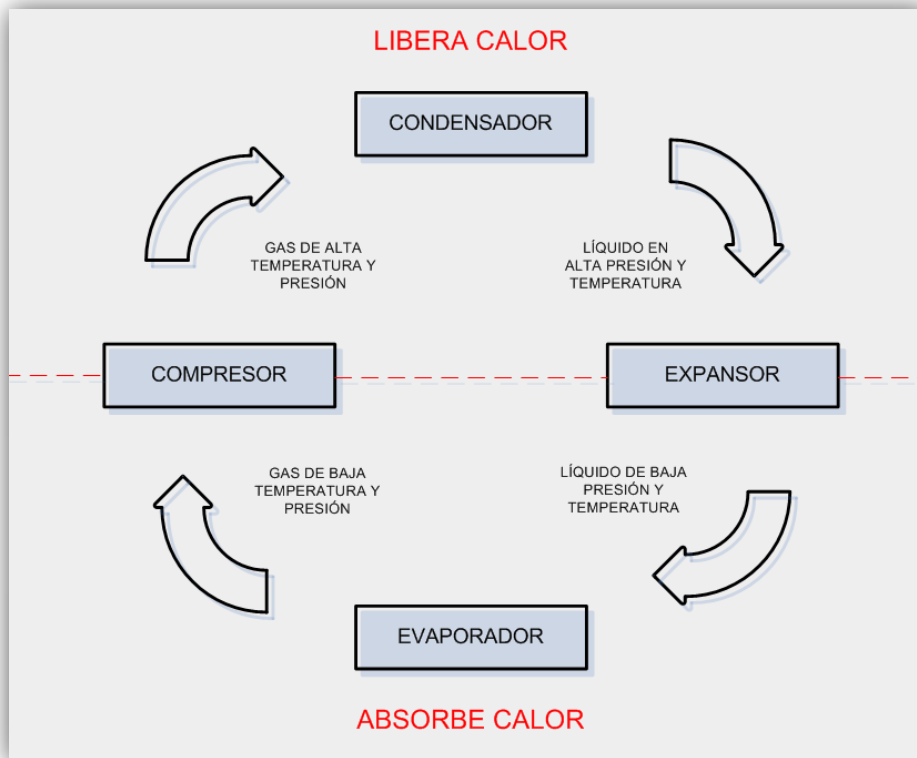 LIBERA CALOR
CONDENSADOR
GAS DE ALTA
TEMPERATURA Y
PRESIÓN
LÍQUIDO EN
ALTA PRESIÓN Y
TEMPERATURA
COMPRESOR
EXPANSOR
GAS DE BAJA
TEMPERATURA Y
PRESIÓN
LÍQUIDO DE BAJA
PRESIÓN Y
TEMPERATURA
EVAPORADOR
ABSORBE CALOR